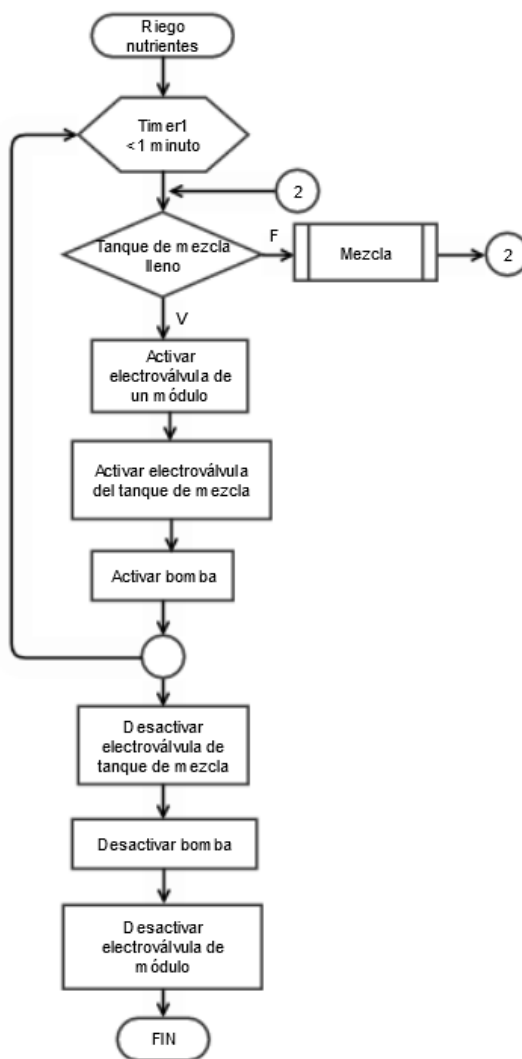 Riego
nutrientes
Timer1
<1 minuto
2
Tanque de mezcla
lleno
F
Mezcla
2
V
Activar
electroválvula de
un módulo
Activar electroválvula
del tanque de mezcla
Activar bomba
Desactivar
electroválvula de
tanque de mezcla
Desactivar bomba
Desactivar
electroválvula de
módulo
FIN